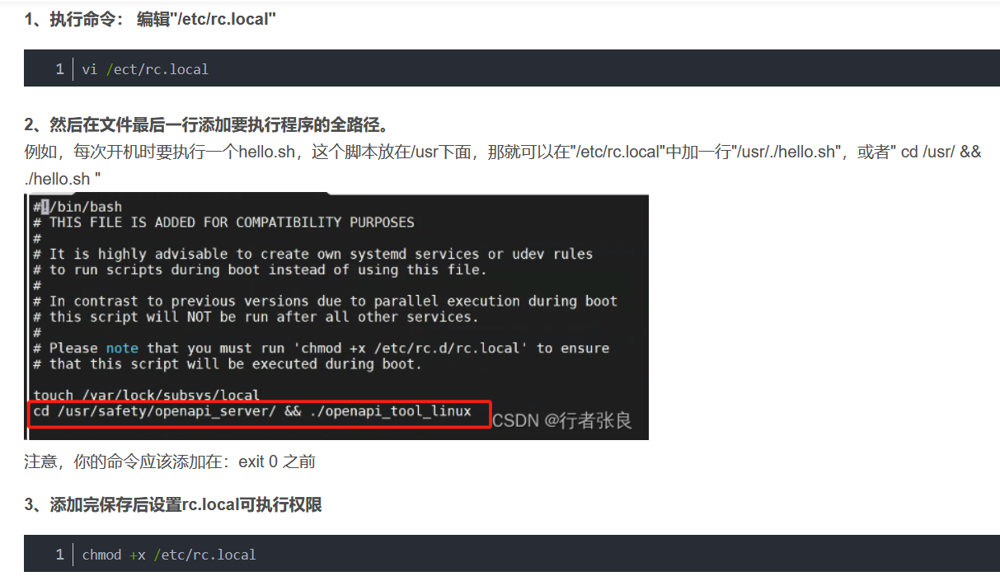 1、执行命令： 编辑"/etc/rc.local"
1 vi /ect/rc.local
2、然后在文件最后一行添加要执行程序的全路径。
例如，每次开机时要执行一个hello.sh，这个脚本放在/usr下面，那就可以在"/etc/rc.local"中加一行"/usr/./hello.sh"，或者" cd /usr/ &&
./hello.sh "
#!/bin/bash
# THIS FILE IS ADDED FOR COMPATIBILITY PURPOSES
#
# It is highly advisable to create own systemd services or udev rules
# to run scripts during boot instead of using this file.
#
# In contrast to previous versions due to parallel execution during boot
# this script will NOT be run after all other services.
#
# Please note that you must run 'chmod +x /etc/rc.d/rc.local' to ensure
# that this script will be executed during boot.
touch /var/lock/subsys/local
cd /usr/safety/openapi_server/ && ./openapi_tool_linux
CSDN @行者张良
注意，你的命令应该添加在：exit 0 之前
3、添加完保存后设置rc.local可执行权限
1 chmod +x /etc/rc.local